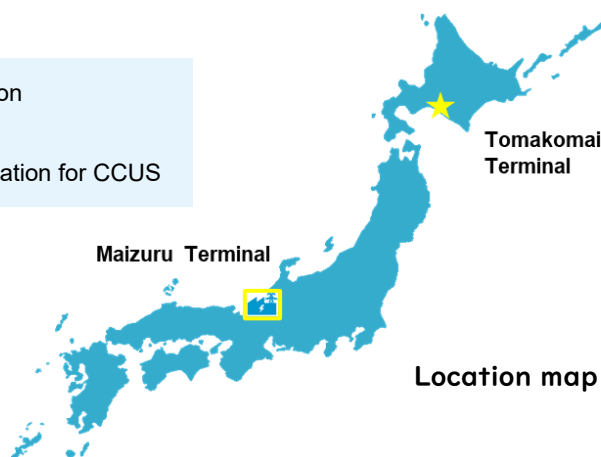 on
ation for CCUS
Tomakomai
Terminal
Maizuru Terminal
Location map